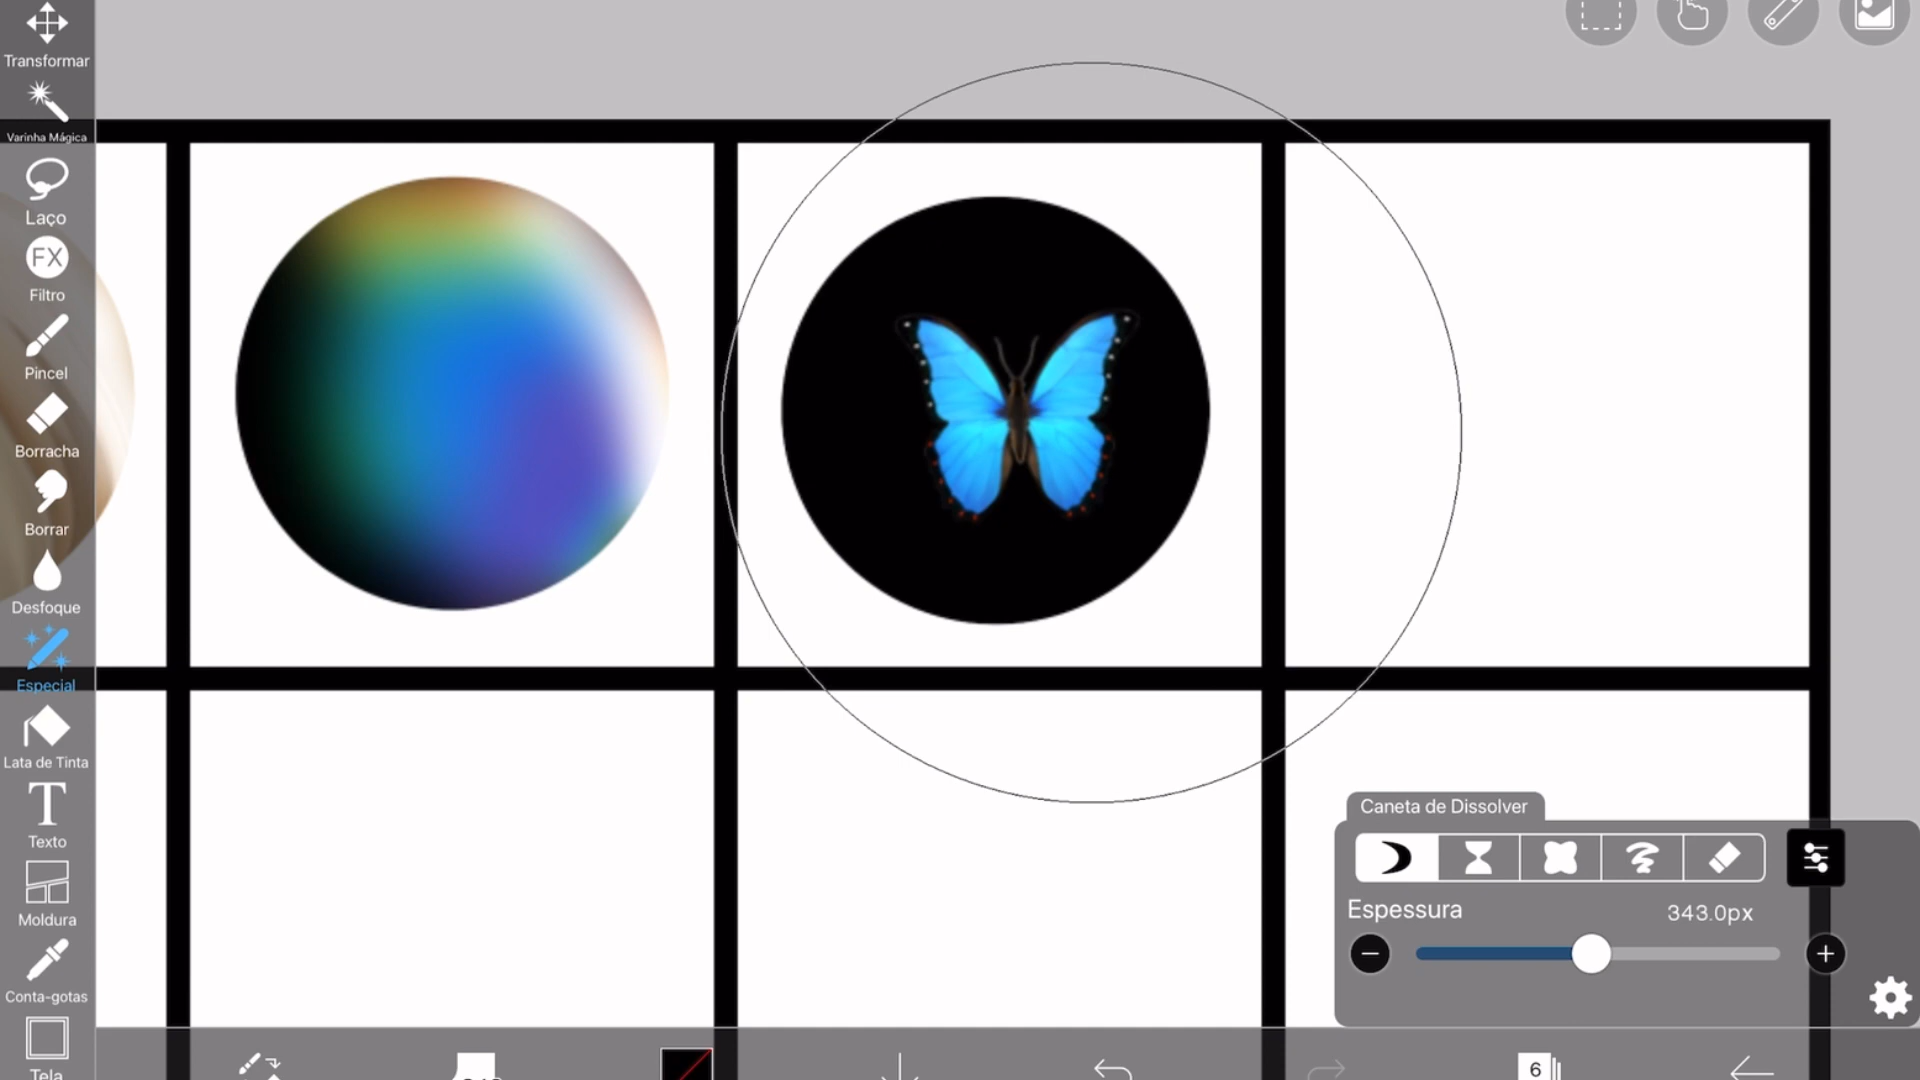 Transformar
Varinha Mágica
Laço
FX
Filtro
Pincel
Borracha
Borrar
Desfoque
Especial
Lata de Tinta
T
Texto
Moldura
Conta-gotas
Tela
Caneta de Dissolver
Espessura
343.0px
6